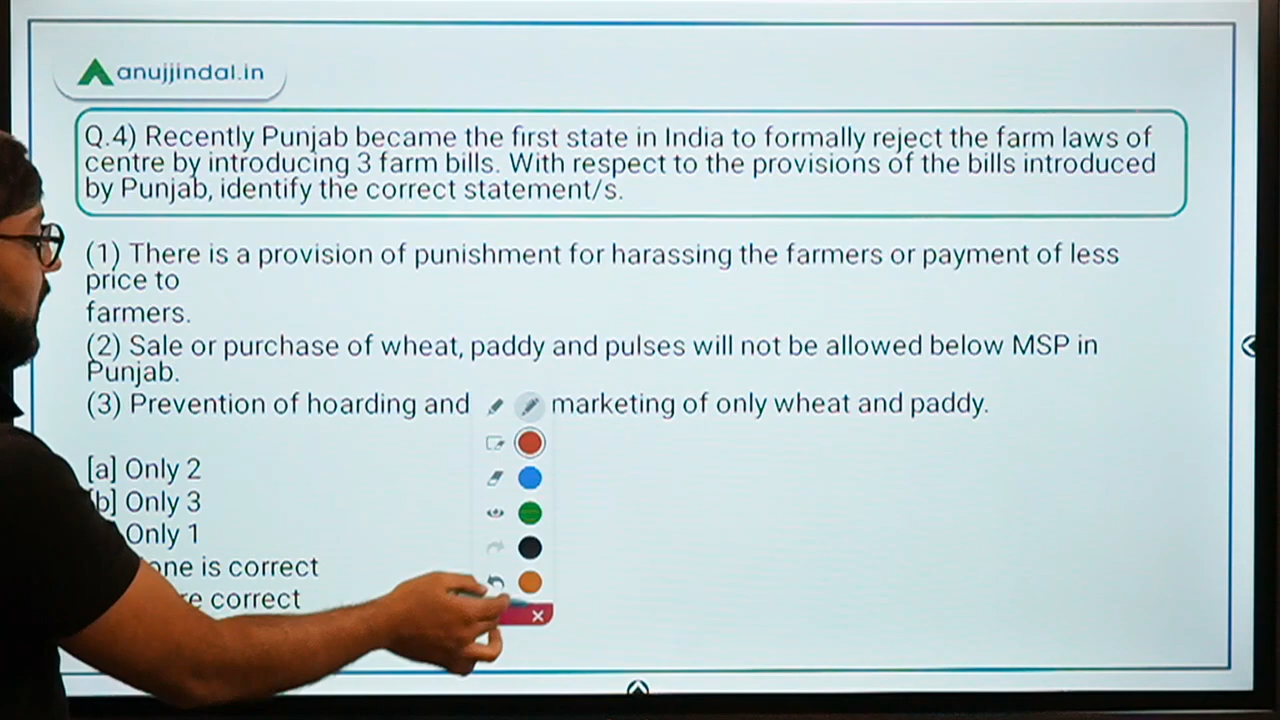 anujjindal.in
Q.4) Recently Punjab became the first state in India to formally reject the farm laws of
centre by introducing 3 farm bills. With respect to the provisions of the bills introduced
by Punjab, identify the correct statement/s.
(1) There is a provision of punishment for harassing the farmers or payment of less
price to
farmers.
(2) Sale or purchase of wheat, paddy and pulses will not be allowed below MSP in
Punjab.
(3) Prevention of hoarding and marketing of only wheat and paddy.
[a] Only 2
b] Only 3
Only 1
one is correct
re correct